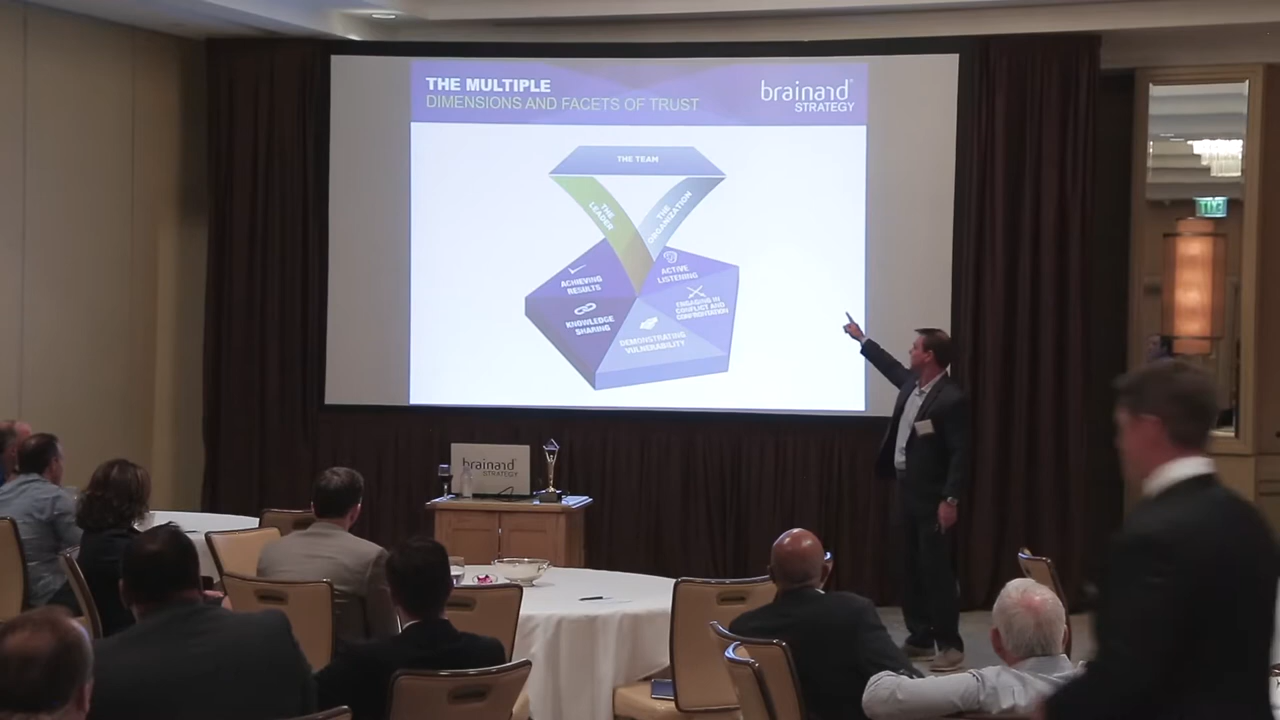 THE MULTIPLE
DIMENSIONS AND FACETS OF TRUST
brainard®
STRATEGY
THE TEAM
THE
LEADER
THE
ORGANIZATION
ACHIEVING
RESULTS
ACTIVE
LISTENING
KNOWLEDGE
SHARING
ENGAGING IN
CONFLICT AND
CONFRONTATION
DEMONSTRATING
VULNERABILITY
brainard
STRATEGY
EXIT